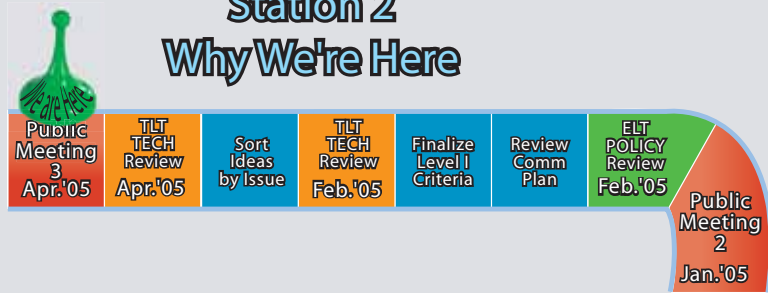 Station 2
Why We're Here
We are Here
Public
Meeting
3
Apr.'05
TLT
TECH
Review
Apr.'05
Sort
Ideas
by Issue
TLT
TECH
Review
Feb.'05
Finalize
Level I
Criteria
Review
Comm
Plan
ELT
POLICY
Review
Feb.'05
Public
Meeting
2
Jan.'05